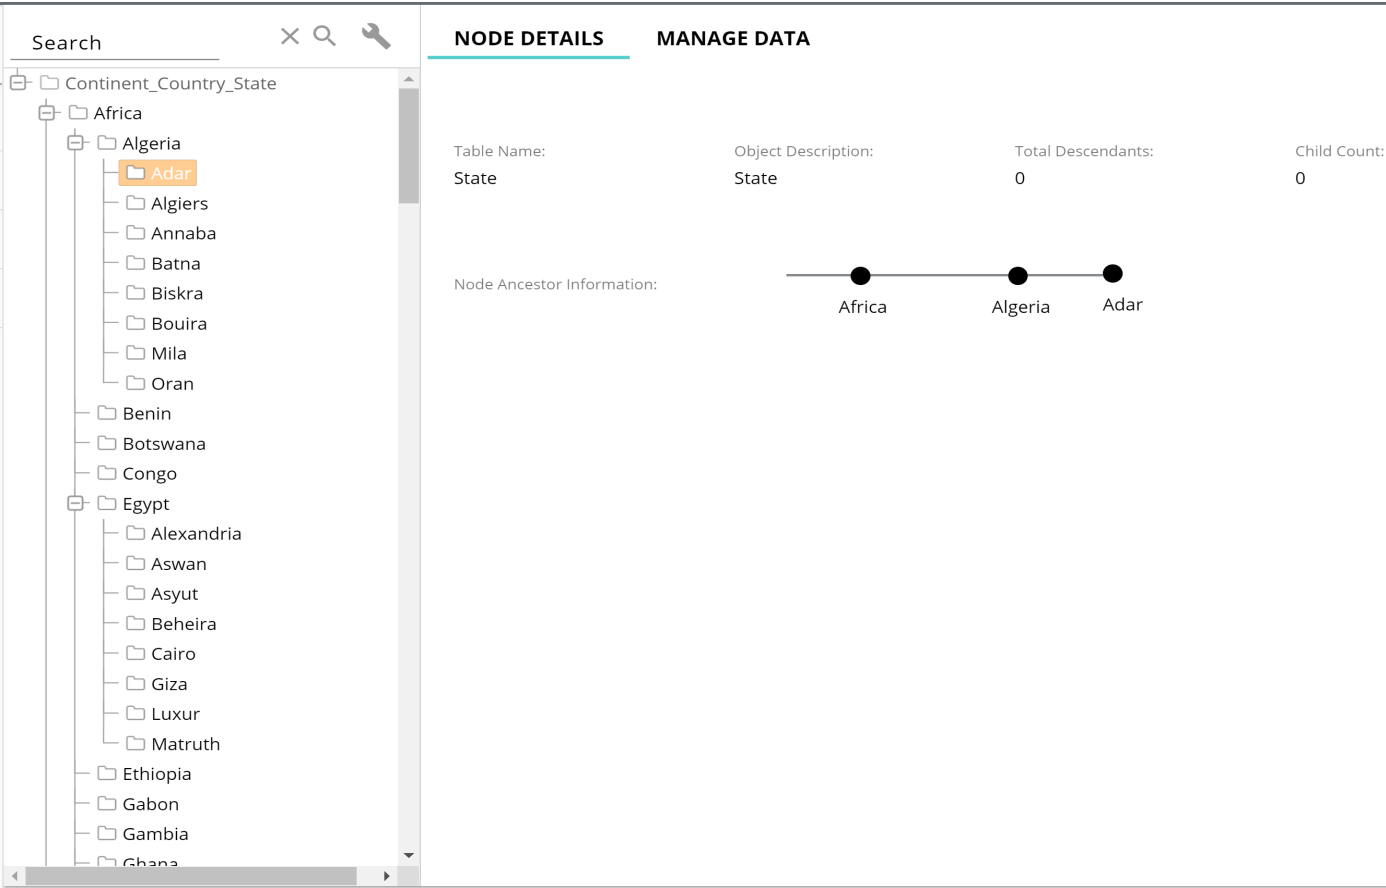 Search
Continent_Country_State
Africa
Algeria
Adar
Algiers
Annaba
Batna
Biskra
Bouira
Mila
Oran
Benin
Botswana
Congo
Egypt
Alexandria
Aswan
Asyut
Beheira
Cairo
Giza
Luxur
Matruth
Ethiopia
Gabon
Gambia
Ghana
NODE DETAILS MANAGE DATA
Table Name: Object Description: Total Descendants: Child Count:
State State 0 0
Node Ancestor Information:
Africa Algeria Adar